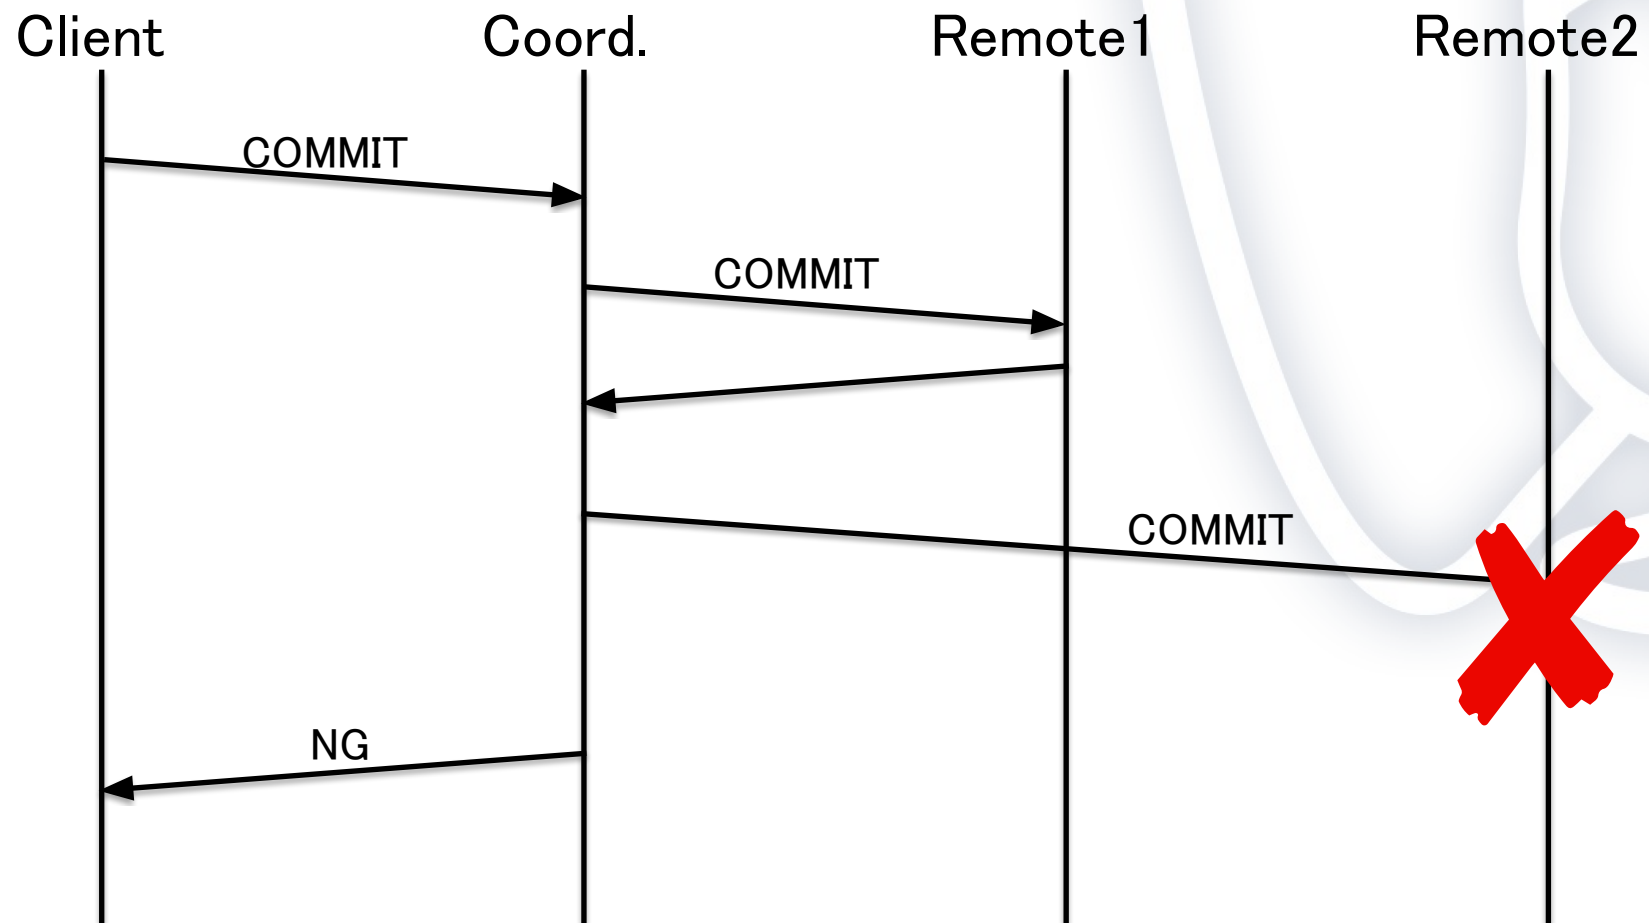 Client Coord. Remote1 Remote2
COMMIT
COMMIT
COMMIT
NG